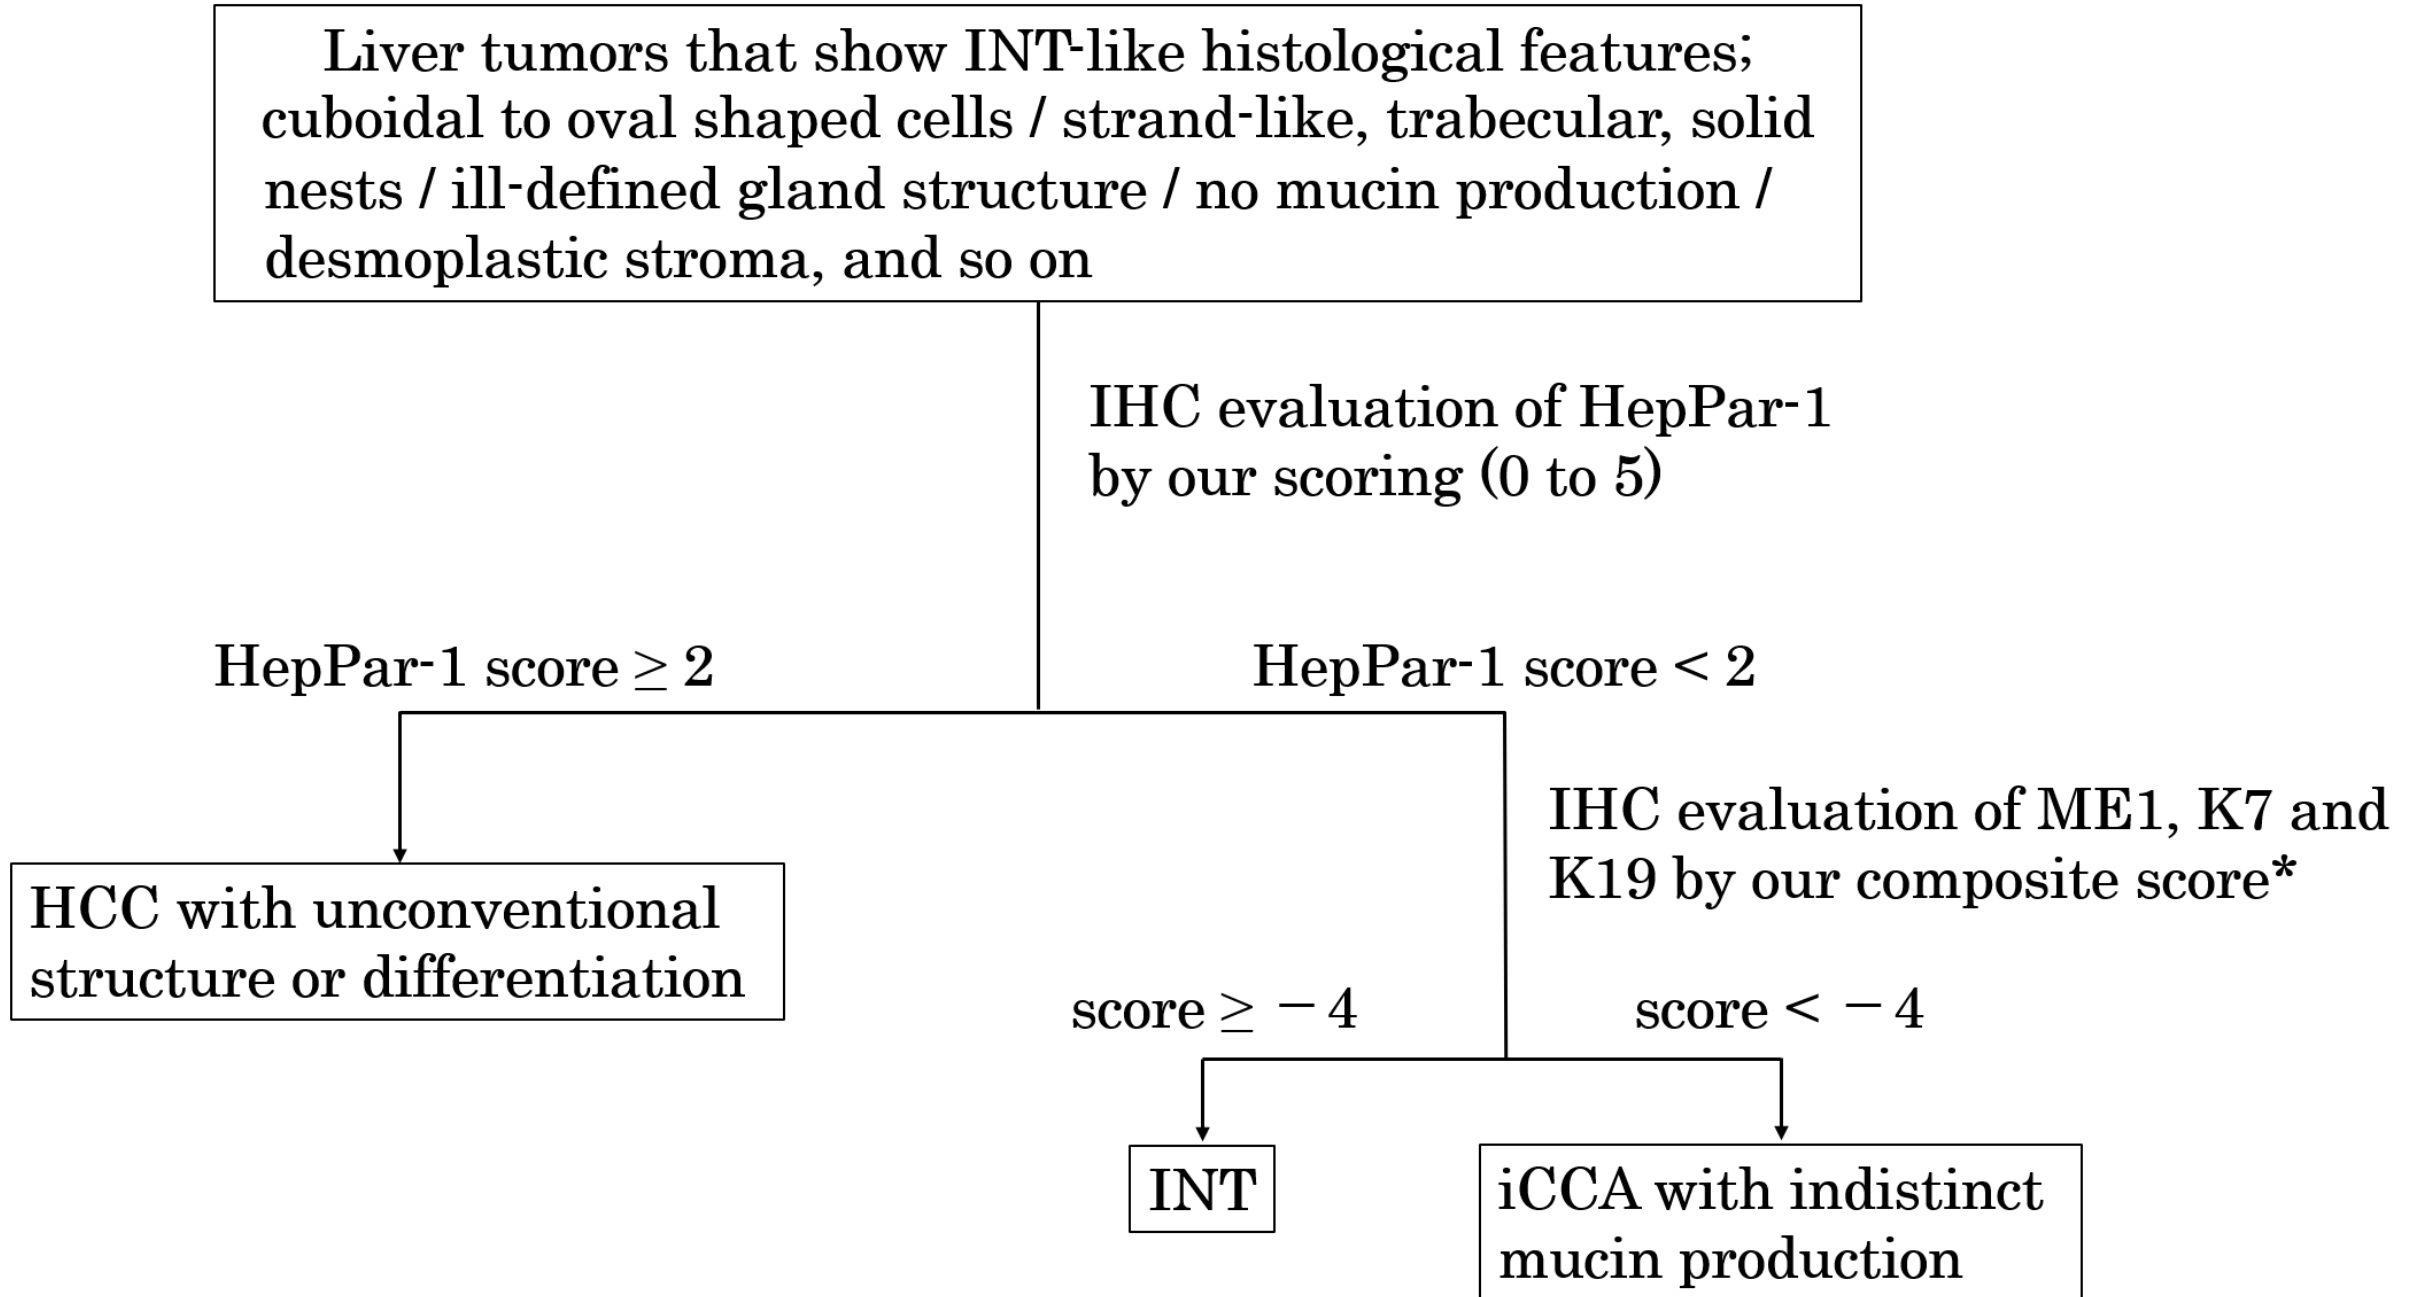 Liver tumors that show INT-like histological features;
cuboidal to oval shaped cells / strand-like, trabecular, solid
nests / ill-defined gland structure / no mucin production /
desmoplastic stroma, and so on
IHC evaluation of HepPar-1
by our scoring (0 to 5)
HepPar-1 score ≥ 2
HepPar-1 score < 2
IHC evaluation of ME1, K7 and
K19 by our composite score*
HCC with unconventional
structure or differentiation
score ≥ −4
score < −4
INT
iCCA with indistinct
mucin production